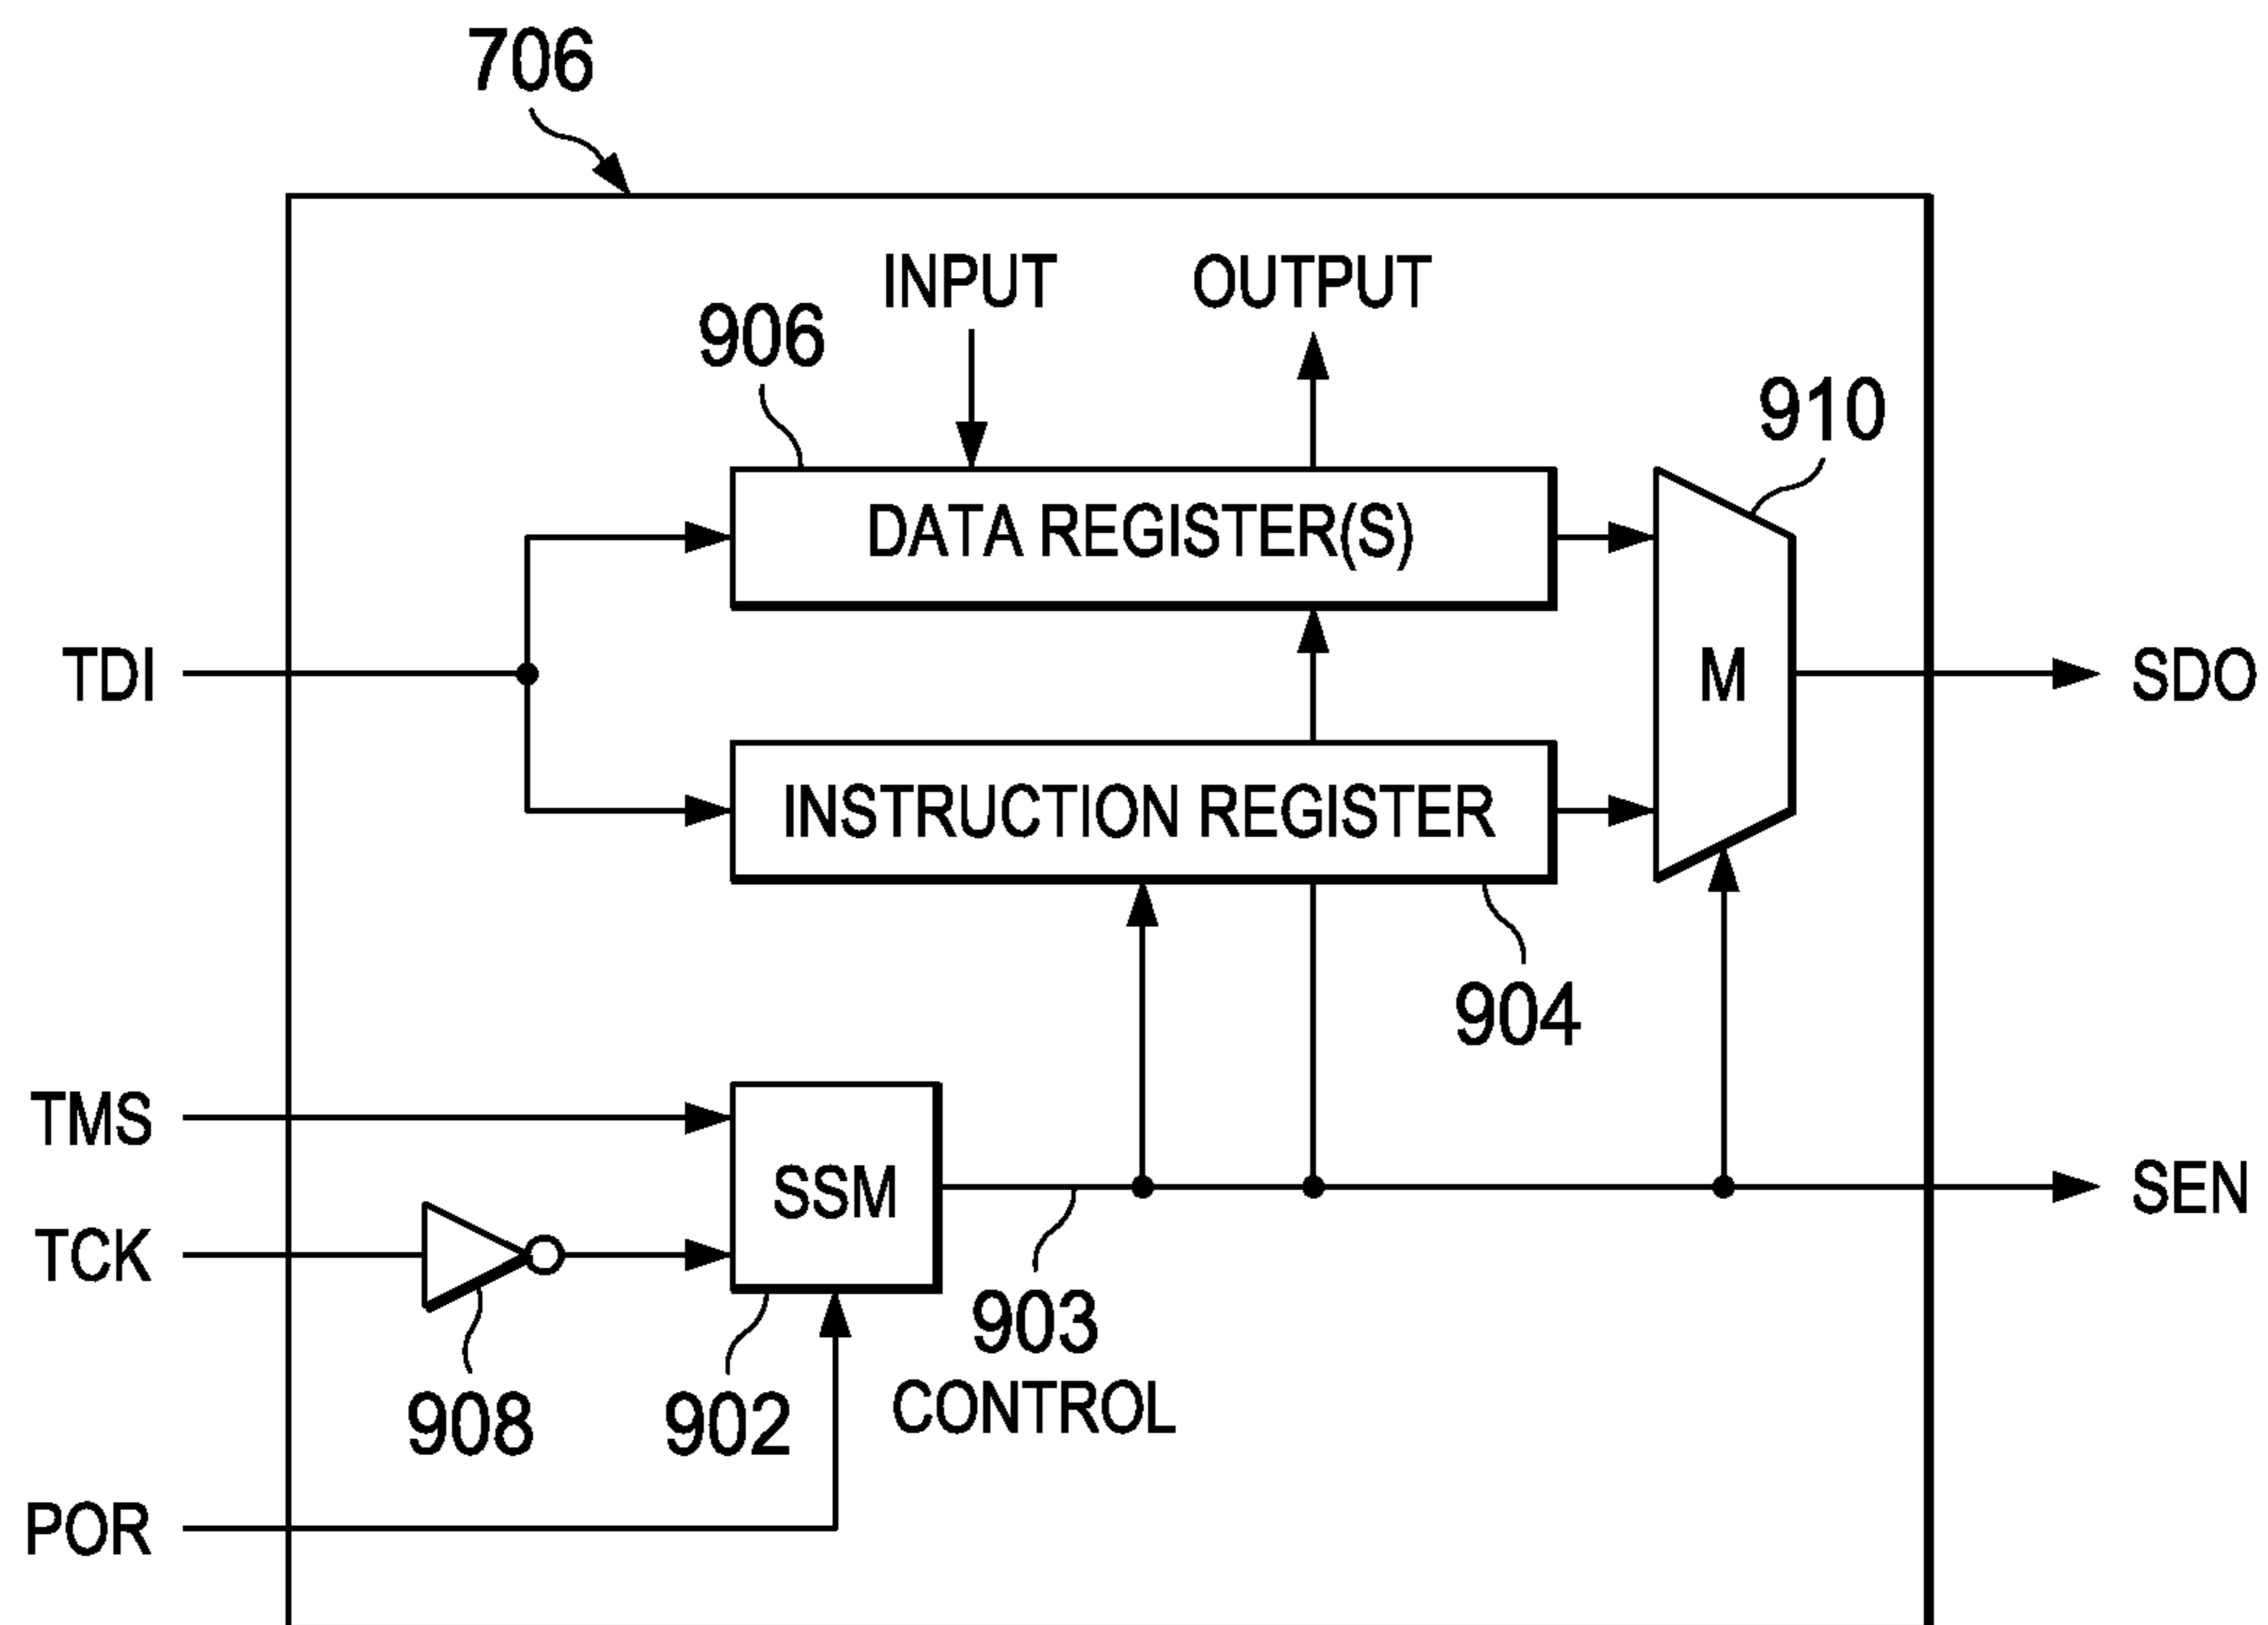 706
INPUT
OUTPUT
906
910
DATA REGISTER(S)
TDI
M
SDO
INSTRUCTION REGISTER
904
TMS
SSM
SEN
TCK
903
CONTROL
908
902
POR